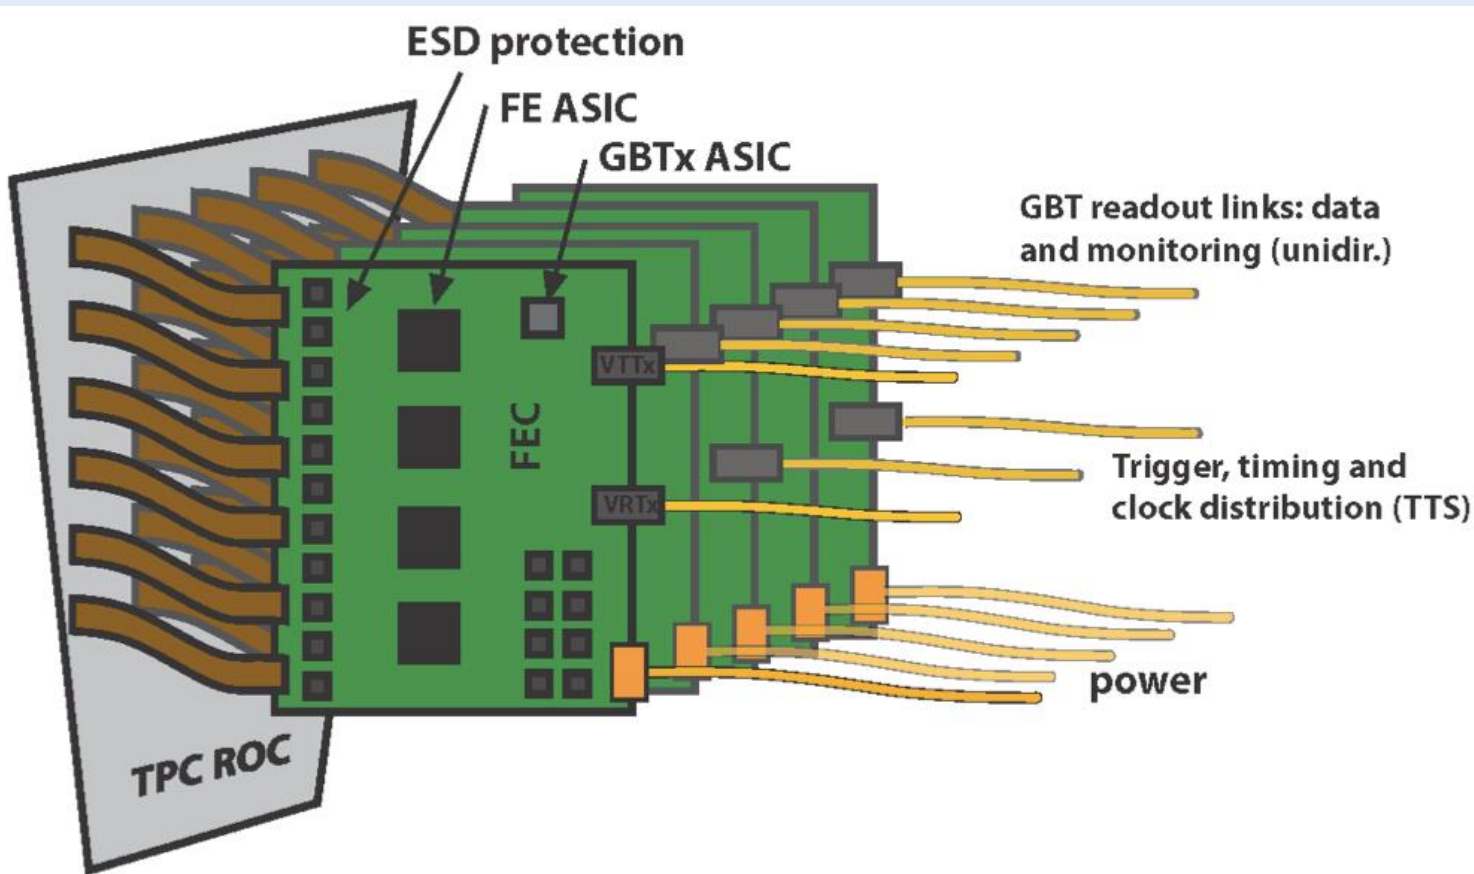 ESD protection
FE ASIC
GBTx ASIC
GBT readout links: data
and monitoring (unidir.)
VTTx
FEC
Trigger, timing and
clock distribution (TTS)
VRTx
power
TPC ROC